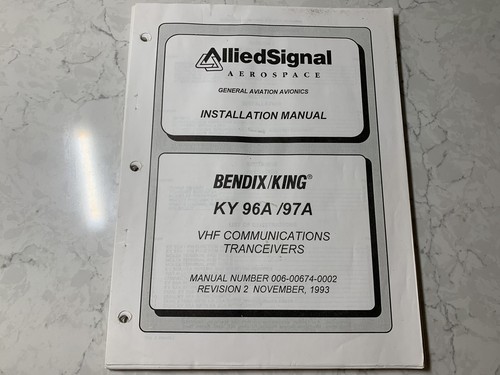 AlliedSignal
AEROSPACE
GENERAL AVIATION AVIONICS
INSTALLATION MANUAL
BENDIX/KING®
KY 96A /97A
VHF COMMUNICATIONS
TRANCEIVERS
MANUAL NUMBER 006-00674-0002
REVISION 2 NOVEMBER, 1993